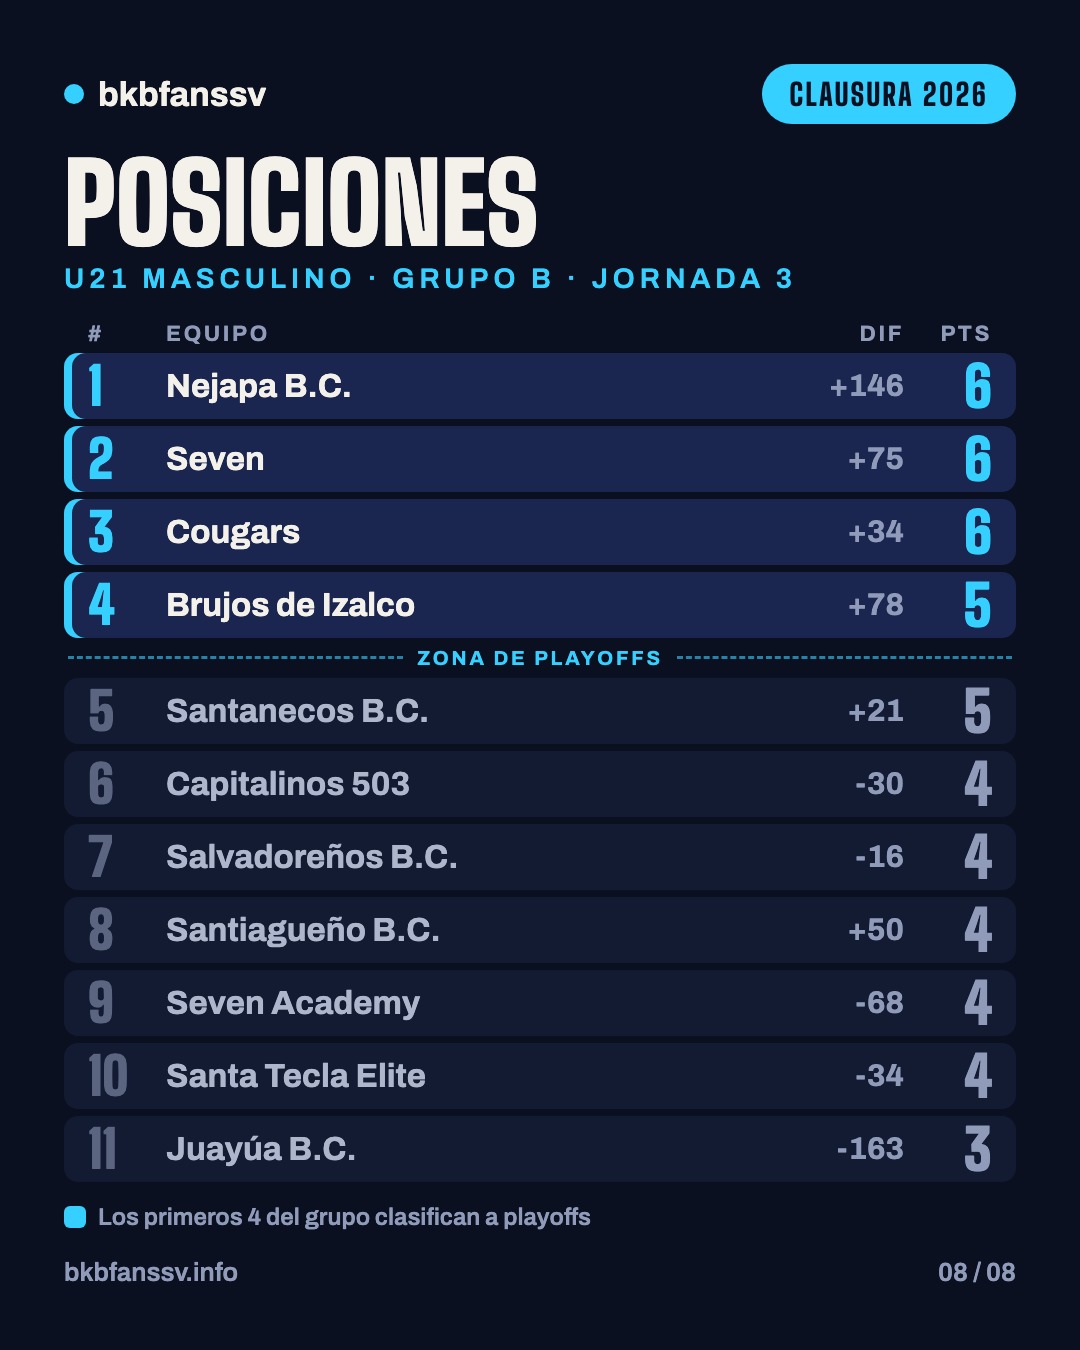 bkbfanssv
CLAUSURA 2026
POSICIONES
U21 MASCULINO · GRUPO B · JORNADA 3
# EQUIPO DIF PTS
1 Nejapa B.C. +146 6
2 Seven +75 6
3 Cougars +34 6
4 Brujos de Izalco +78 5
ZONA DE PLAYOFFS
5 Santanecos B.C. +21 5
6 Capitalinos 503 -30 4
7 Salvadoreños B.C. -16 4
8 Santiagueño B.C. +50 4
9 Seven Academy -68 4
10 Santa Tecla Elite -34 4
11 Juayúa B.C. -163 3
Los primeros 4 del grupo clasifican a playoffs
bkbfanssv.info 08 / 08